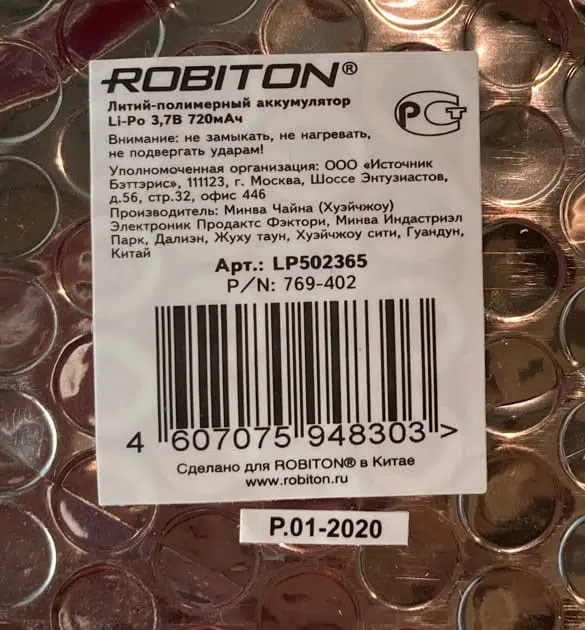 ROBITON®
Литий-полимерный аккумулятор
Li-Po 3,7В 720мАч
РСТ
Внимание: не замыкать, не нагревать,
не подвергать ударам!
Уполномоченная организация: ООО «Источник
Бэттэрис», 111123, г. Москва, Шоссе Энтузиастов,
д.56, стр.32, офис 446
Производитель: Минва Чайна (Хуэйчжоу)
Электроник Продактс Фэктори, Минва Индастриэл
Парк, Далиэн, Жуху таун, Хуэйчжоу сити, Гуандун,
Китай
Арт.: LP502365
P/N: 769-402
4 607075 948303 >
Сделано для ROBITON® в Китае
www.robiton.ru
P.01-2020